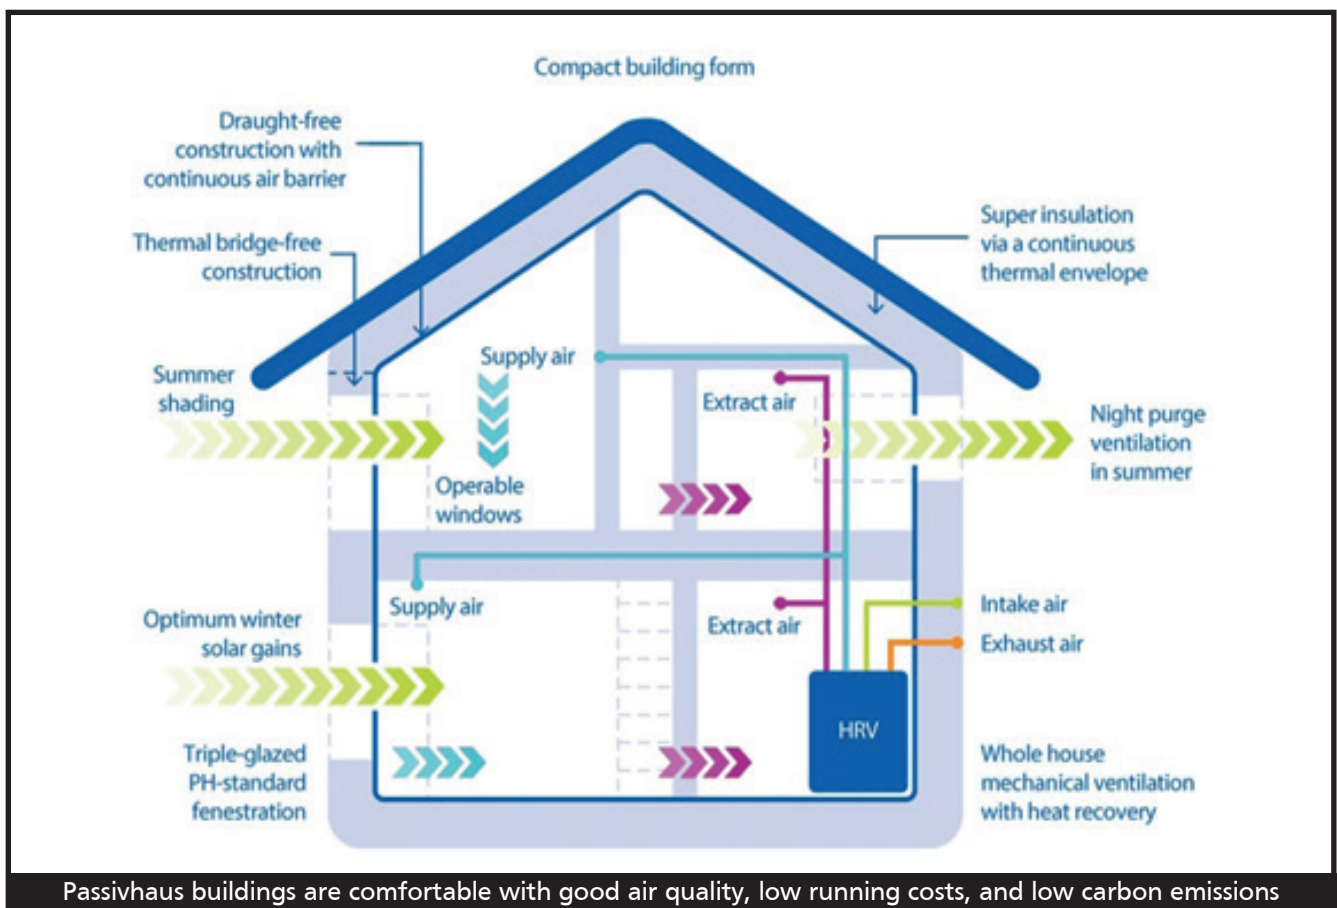 Compact building form
Draught-free
construction with
continuous air barrier
Thermal bridge-free
construction
Super insulation
via a continuous
thermal envelope
Summer
shading
Supply air
Extract air
Night purge
ventilation
in summer
Operable
windows
Optimum winter
solar gains
Supply air
Extract air
Intake air
Exhaust air
HRV
Triple-glazed
PH-standard
fenestration
Whole house
mechanical ventilation
with heat recovery
Passivhaus buildings are comfortable with good air quality, low running costs, and low carbon emissions